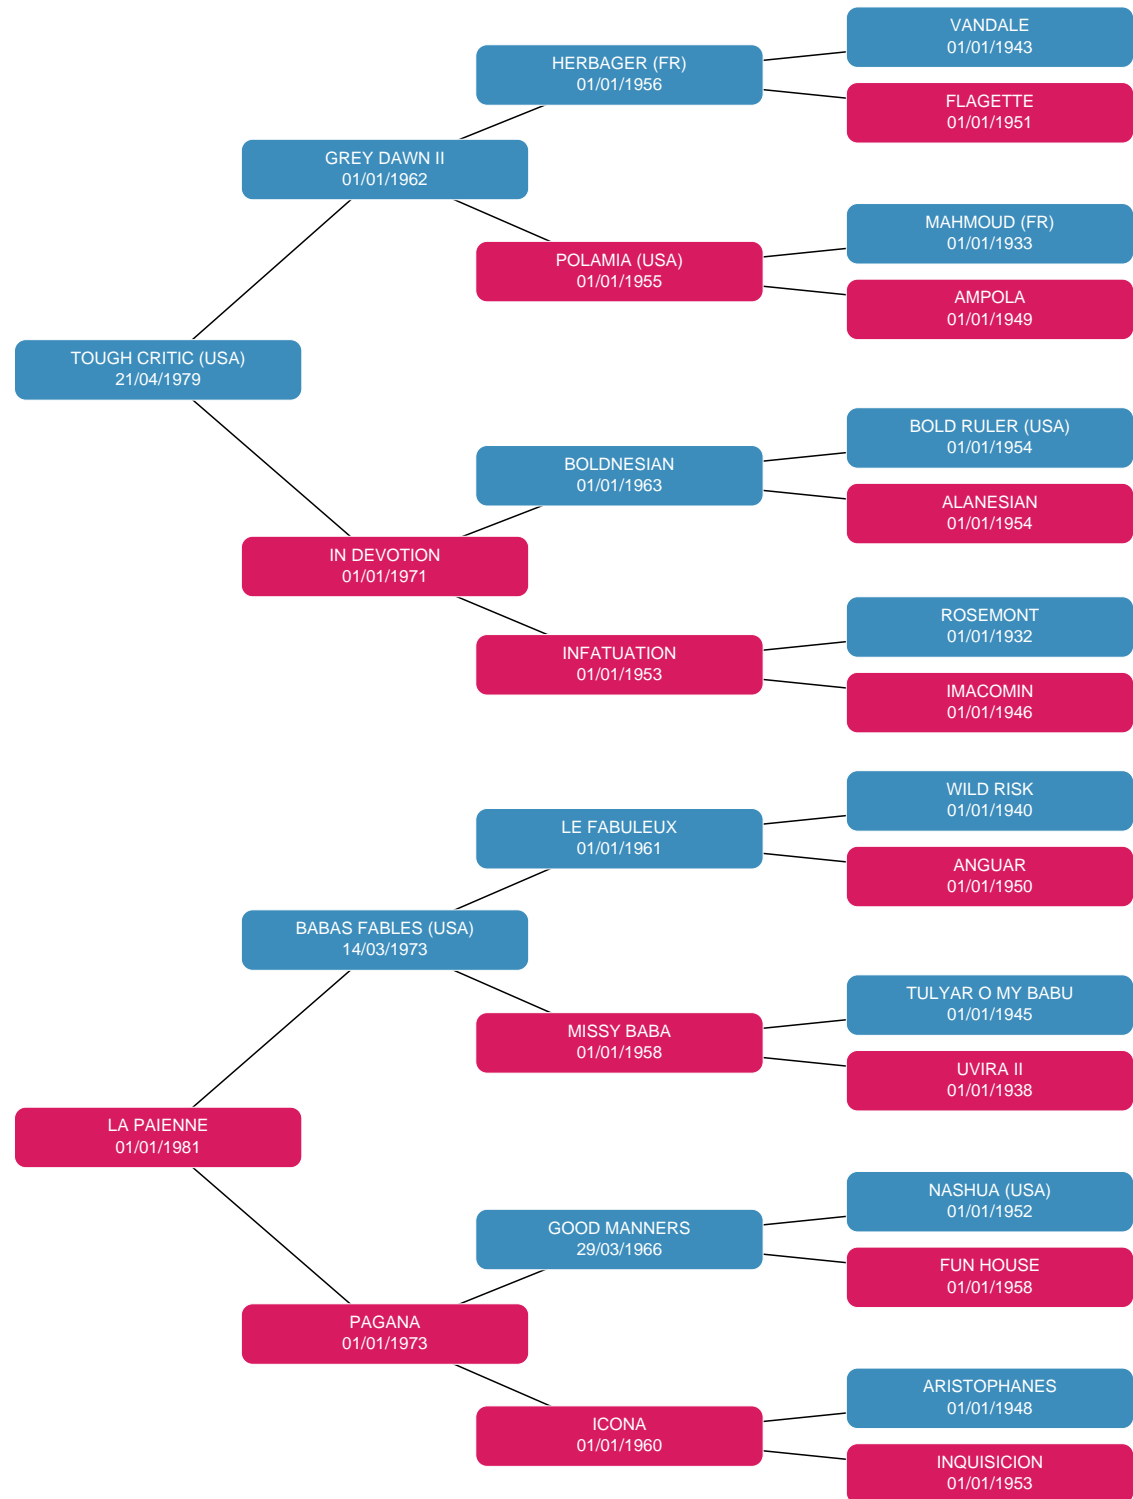 VANDALE
01/01/1943
HERBAGER (FR)
01/01/1956
FLAGETTE
01/01/1951
GREY DAWN II
01/01/1962
MAHMOUD (FR)
01/01/1933
POLAMIA (USA)
01/01/1955
AMPOLA
01/01/1949
TOUGH CRITIC (USA)
21/04/1979
BOLD RULER (USA)
01/01/1954
BOLDNESIAN
01/01/1963
ALANESIAN
01/01/1954
IN DEVOTION
01/01/1971
ROSEMONT
01/01/1932
INFATUATION
01/01/1953
IMACOMIN
01/01/1946
WILD RISK
01/01/1940
LE FABULEUX
01/01/1961
ANGUAR
01/01/1950
BABAS FABLES (USA)
14/03/1973
TULYAR O MY BABU
01/01/1945
MISSY BABA
01/01/1958
UVIRA II
01/01/1938
LA PAIENNE
01/01/1981
NASHUA (USA)
01/01/1952
GOOD MANNERS
29/03/1966
FUN HOUSE
01/01/1958
PAGANA
01/01/1973
ARISTOPHANES
01/01/1948
ICONA
01/01/1960
INQUISICION
01/01/1953